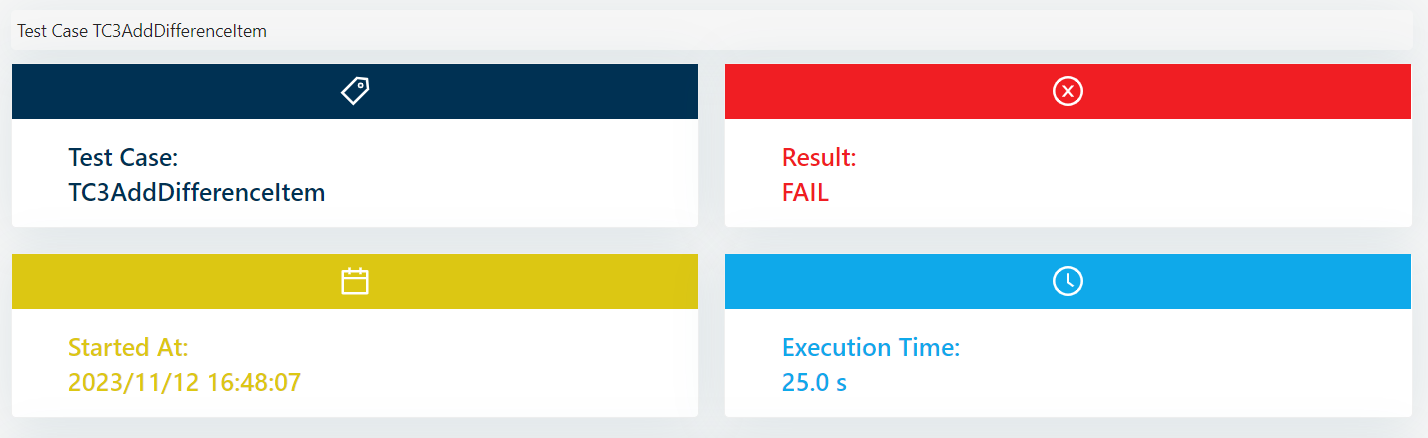 Test Case TC3AddDifferenceItem
Test Case:
TC3AddDifferenceItem
Result:
FAIL
Started At:
2023/11/12 16:48:07
Execution Time:
25.0 s